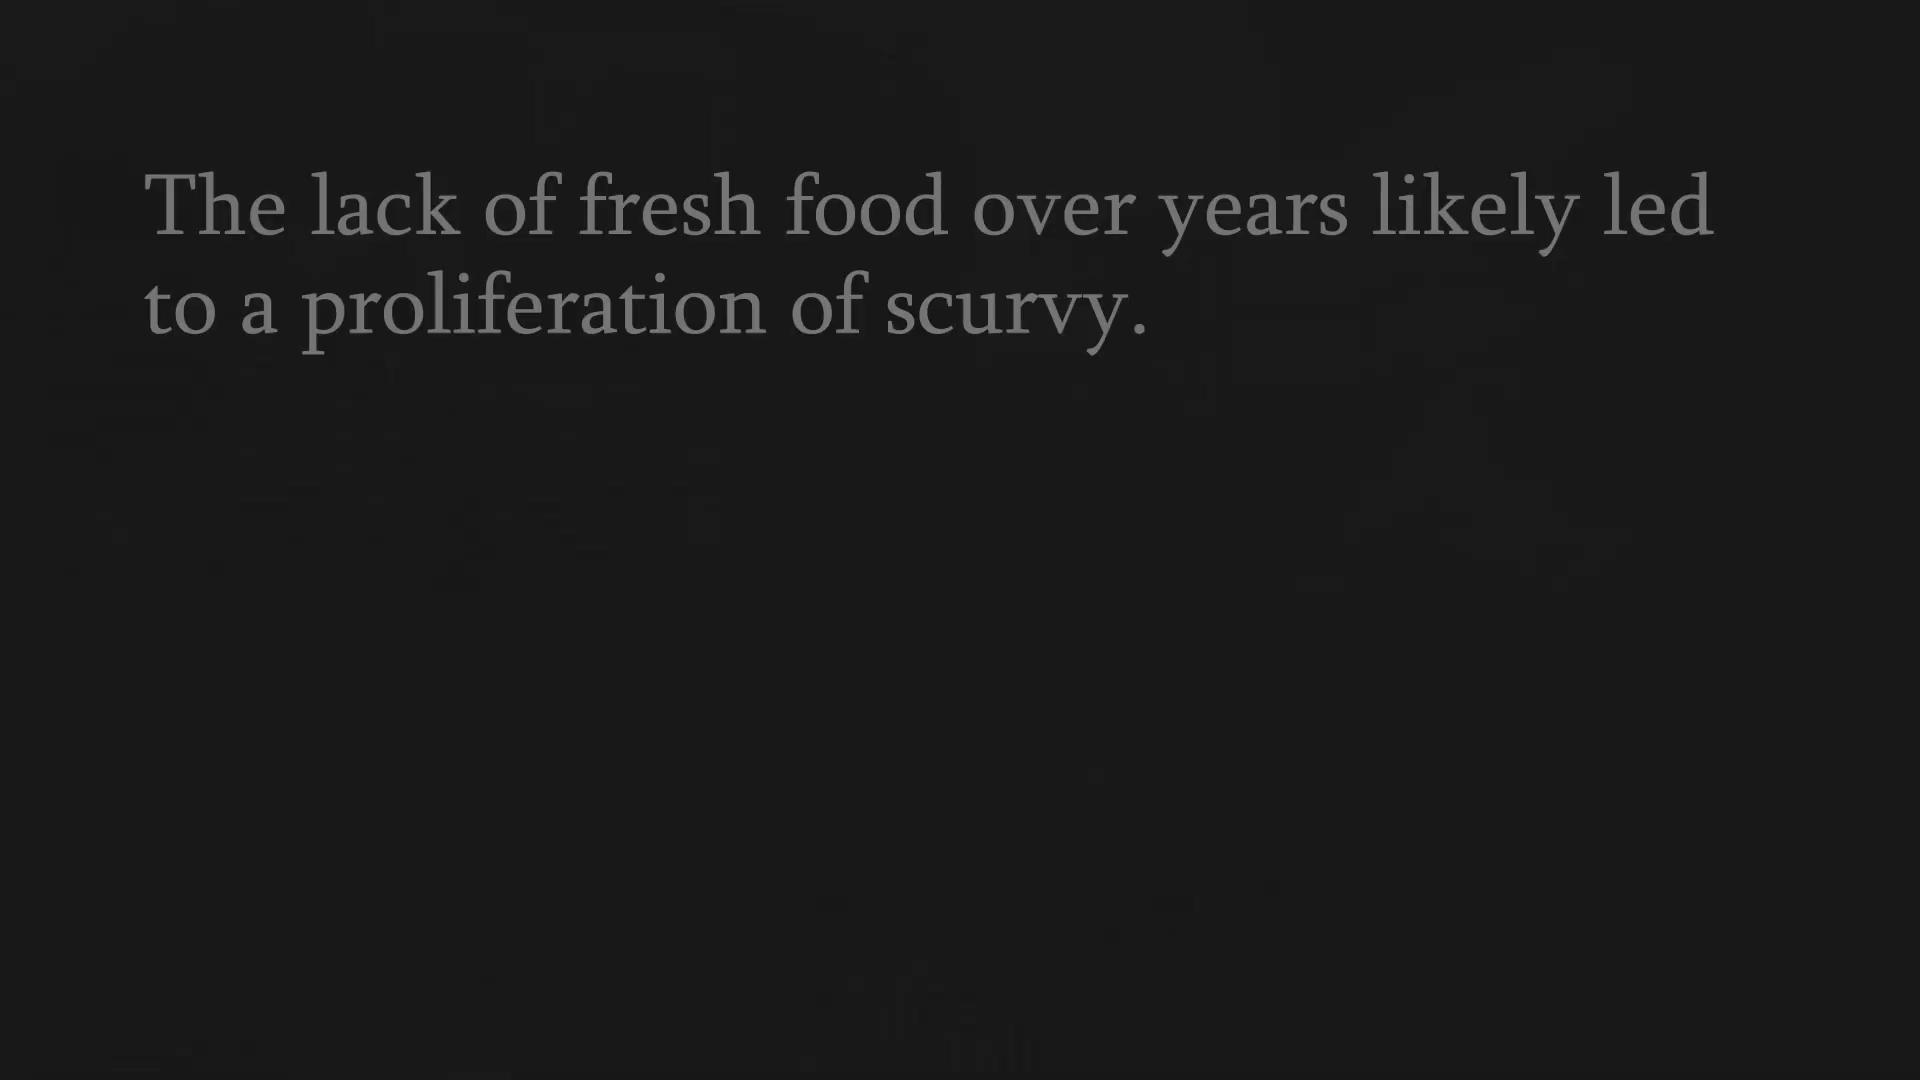 The lack of fresh food over years likely led
to a proliferation of scurvy.